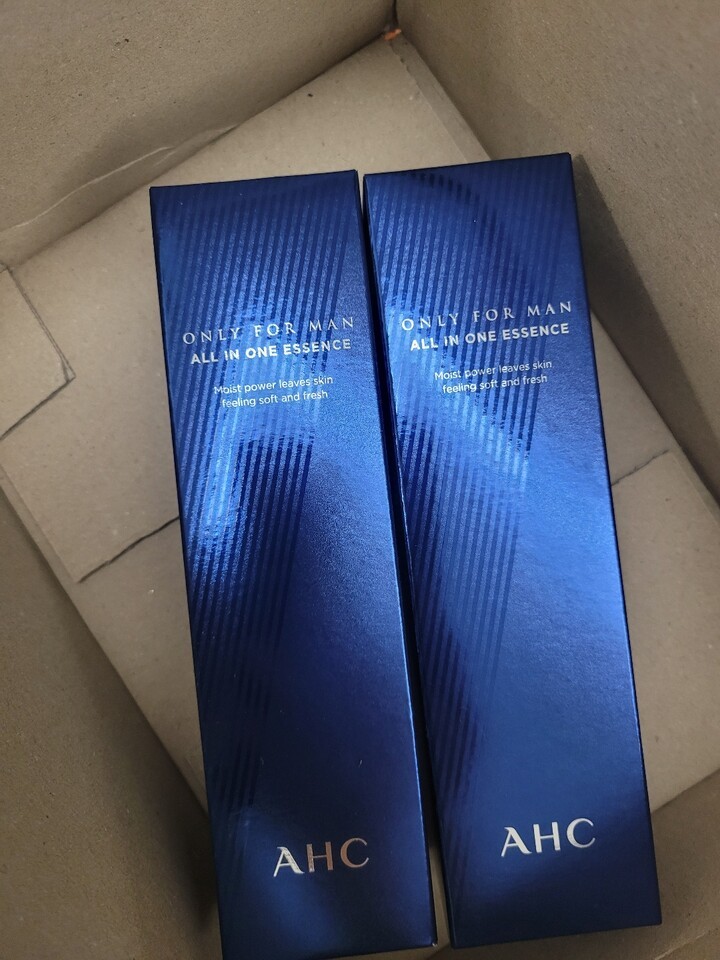 ONLY FOR MAN
ALL IN ONE ESSENCE
Moist power leaves skin
feeling soft and fresh
AHC
ONLY FOR MAN
ALL IN ONE ESSENCE
Moist power leaves skin
feeling soft and fresh
AHC